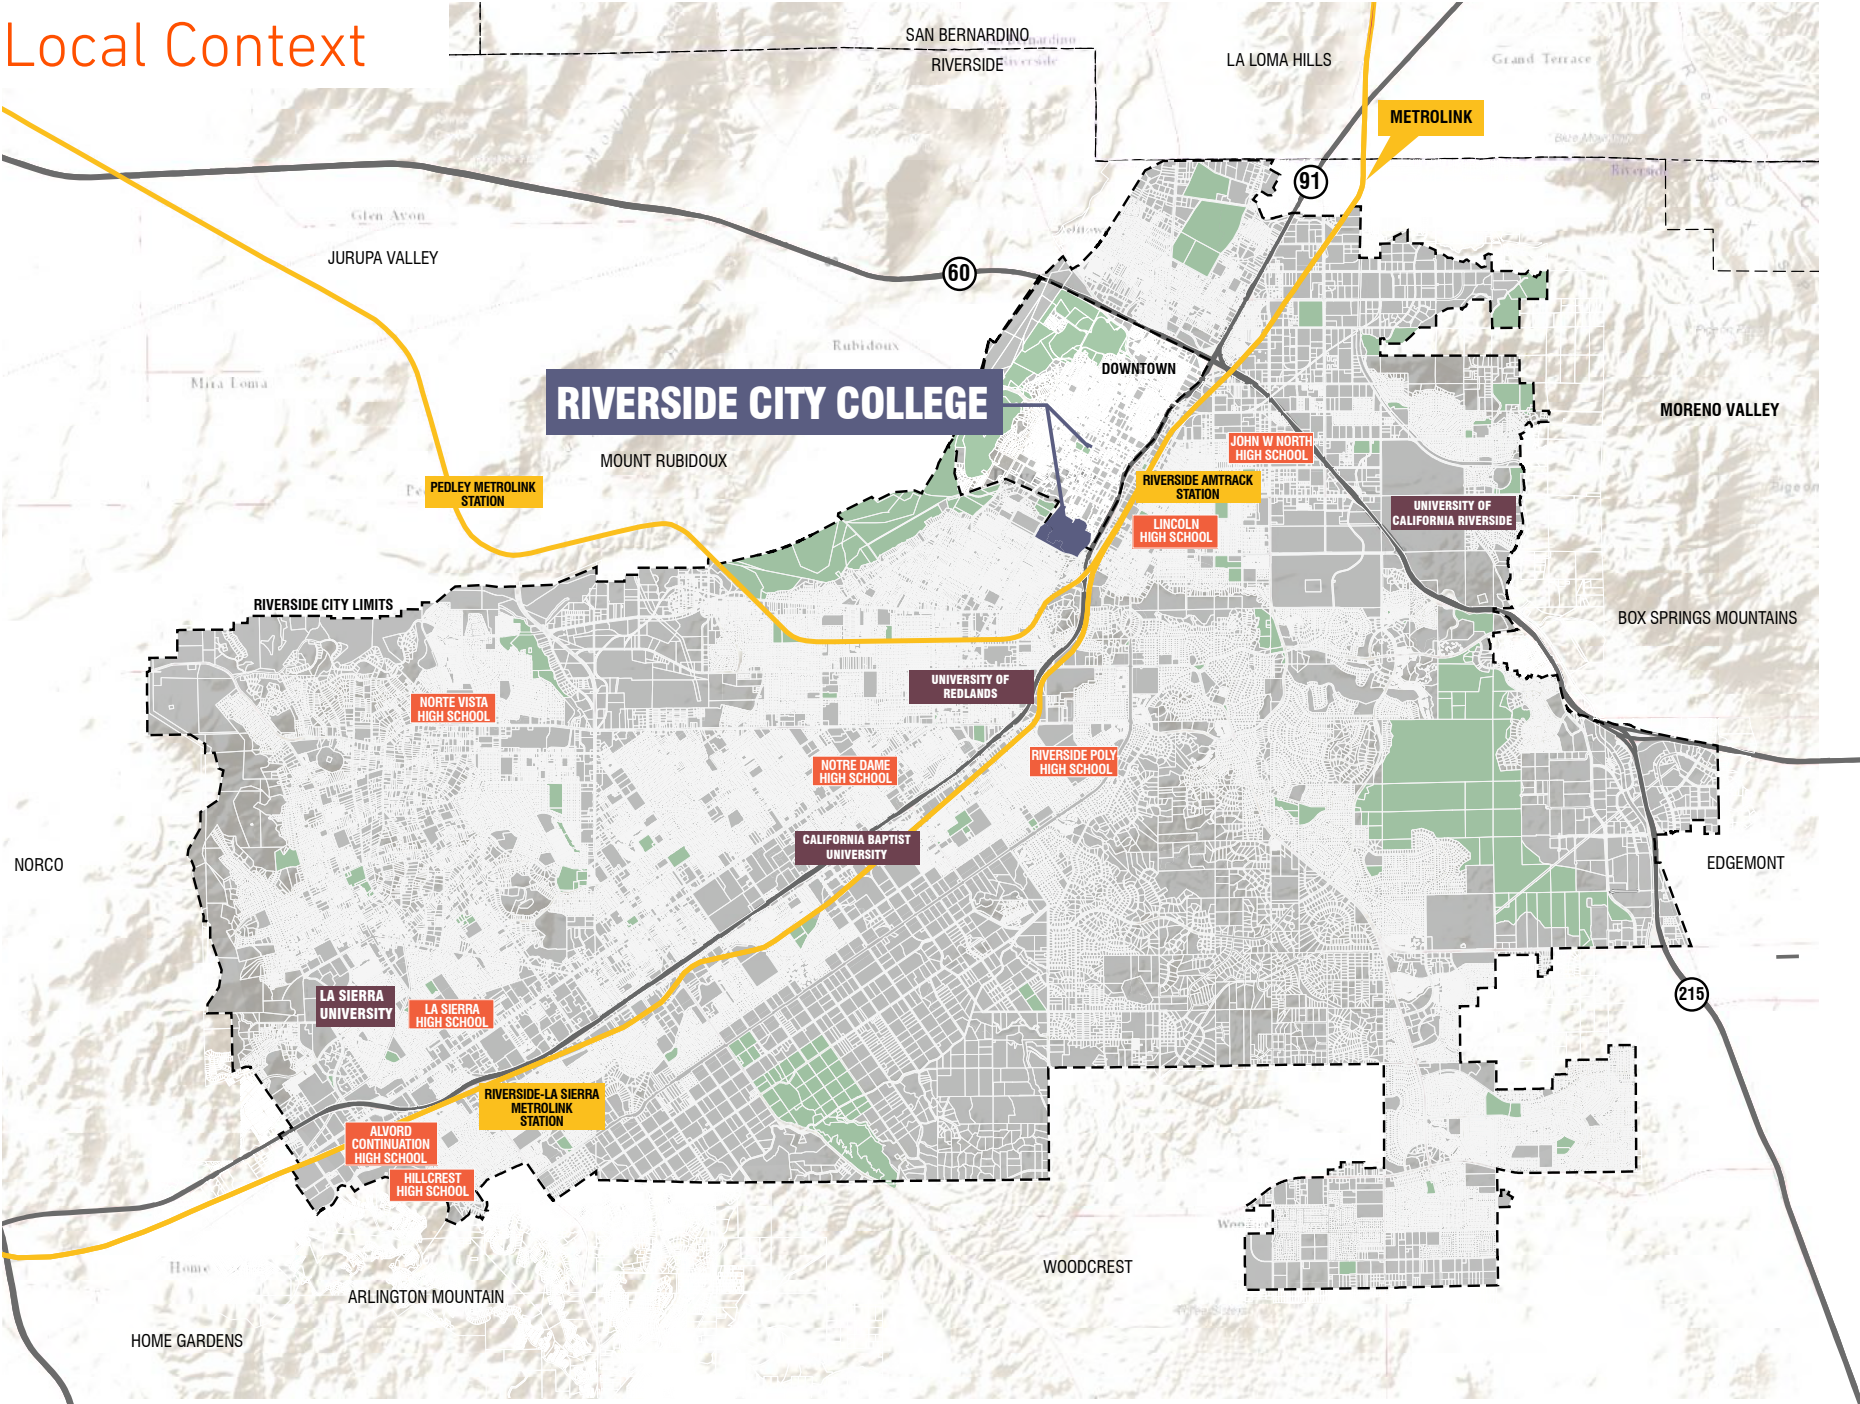 Local Context
SAN BERNARDINO
RIVERSIDE
LA LOMA HILLS
Grand Terrace
METROLINK
Riverside
91
Glen Avon
JURUPA VALLEY
60
Rubidoux
DOWNTOWN
Mira Loma
RIVERSIDE CITY COLLEGE
MORENO VALLEY
JOHN W NORTH
HIGH SCHOOL
MOUNT RUBIDOUX
PEDLEY METROLINK
STATION
RIVERSIDE AMTRACK
STATION
UNIVERSITY OF
CALIFORNIA RIVERSIDE
LINCOLN
HIGH SCHOOL
RIVERSIDE CITY LIMITS
BOX SPRINGS MOUNTAINS
UNIVERSITY OF
REDLANDS
NORTE VISTA
HIGH SCHOOL
NOTRE DAME
HIGH SCHOOL
RIVERSIDE POLY
HIGH SCHOOL
CALIFORNIA BAPTIST
UNIVERSITY
NORCO
EDGEMONT
LA SIERRA
UNIVERSITY
LA SIERRA
HIGH SCHOOL
215
RIVERSIDE-LA SIERRA
METROLINK
STATION
ALVORD
CONTINUATION
HIGH SCHOOL
HILLCREST
HIGH SCHOOL
Home
WOODCREST
ARLINGTON MOUNTAIN
HOME GARDENS